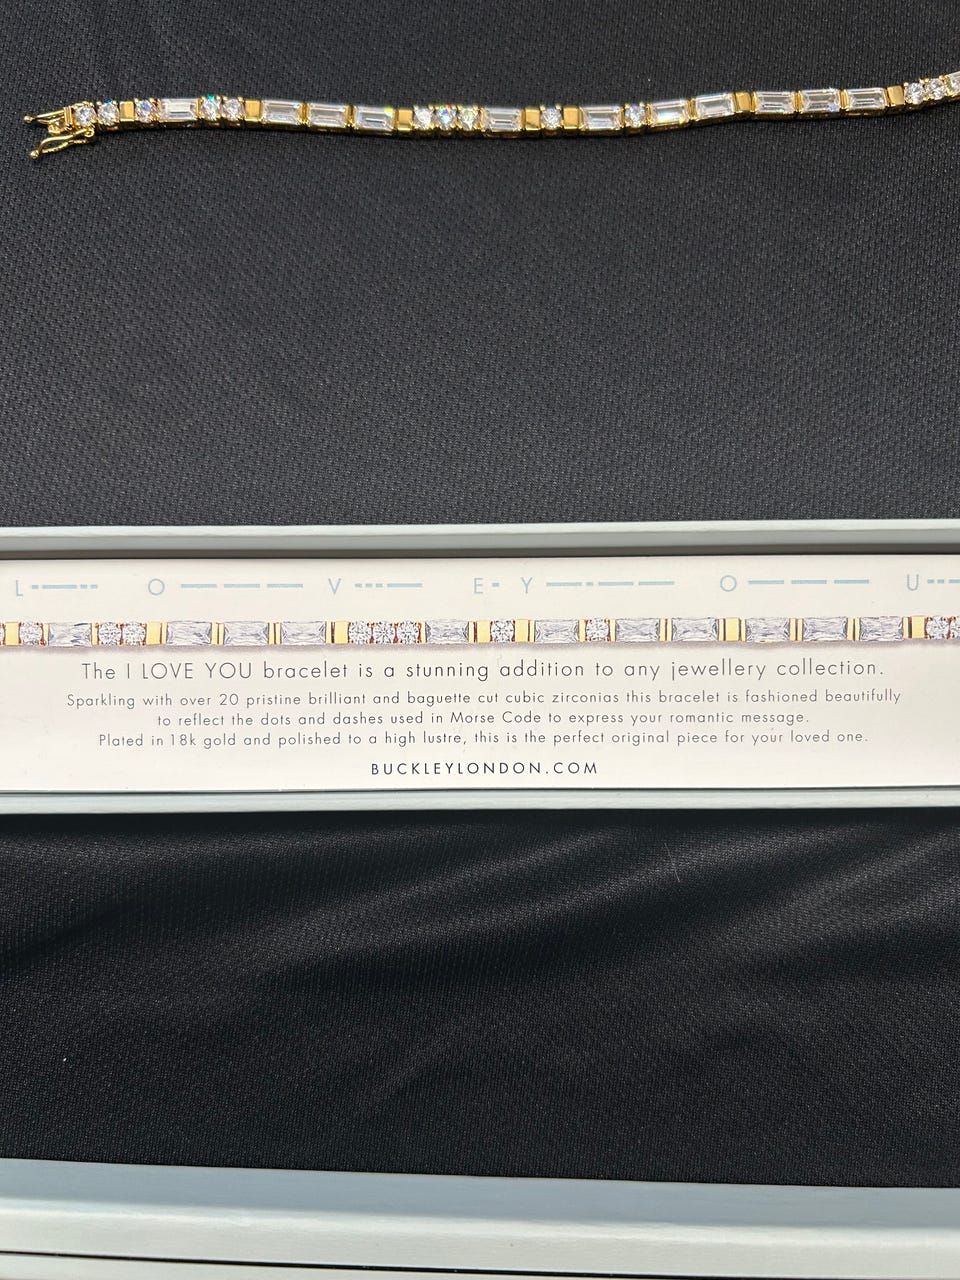 L O V E Y O U
The I LOVE YOU bracelet is a stunning addition to any jewellery collection.
Sparkling with over 20 pristine brilliant and baguette cut cubic zirconias this bracelet is fashioned beautifully
to reflect the dots and dashes used in Morse Code to express your romantic message.
Plated in 18k gold and polished to a high lustre, this is the perfect original piece for your loved one.
BUCKLEYLONDON.COM